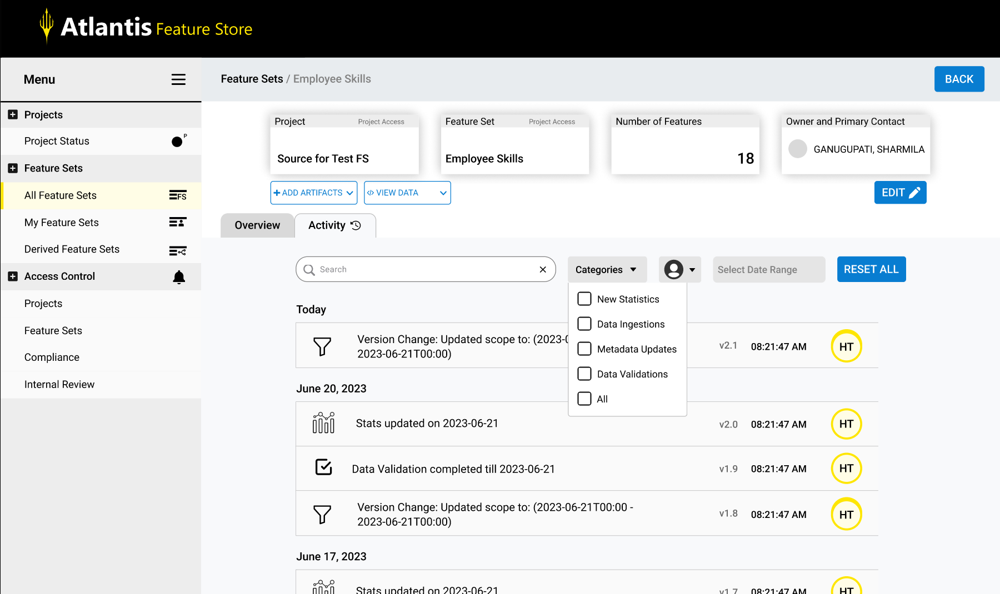 Atlantis Feature Store
Menu
Feature Sets / Employee Skills
BACK
Projects
Project Status
P
Feature Sets
All Feature Sets
FS
My Feature Sets
Derived Feature Sets
Access Control
Projects
Feature Sets
Compliance
Internal Review
Project
Project Access
Source for Test FS
Feature Set
Project Access
Employee Skills
Number of Features
18
Owner and Primary Contact
GANUGUPATI, SHARMILA
+ ADD ARTIFACTS
</> VIEW DATA
EDIT
Overview
Activity
Search
Categories
Select Date Range
RESET ALL
New Statistics
Data Ingestions
Metadata Updates
Data Validations
All
Today
Version Change: Updated scope to: (2023-0
2023-06-21T00:00)
v2.1
08:21:47 AM
HT
June 20, 2023
Stats updated on 2023-06-21
v2.0
08:21:47 AM
HT
Data Validation completed till 2023-06-21
v1.9
08:21:47 AM
HT
Version Change: Updated scope to: (2023-06-21T00:00 -
2023-06-21T00:00)
v1.8
08:21:47 AM
HT
June 17, 2023
Stats updated on 2023-06-21
v1.7
08:21:47 AM
HT